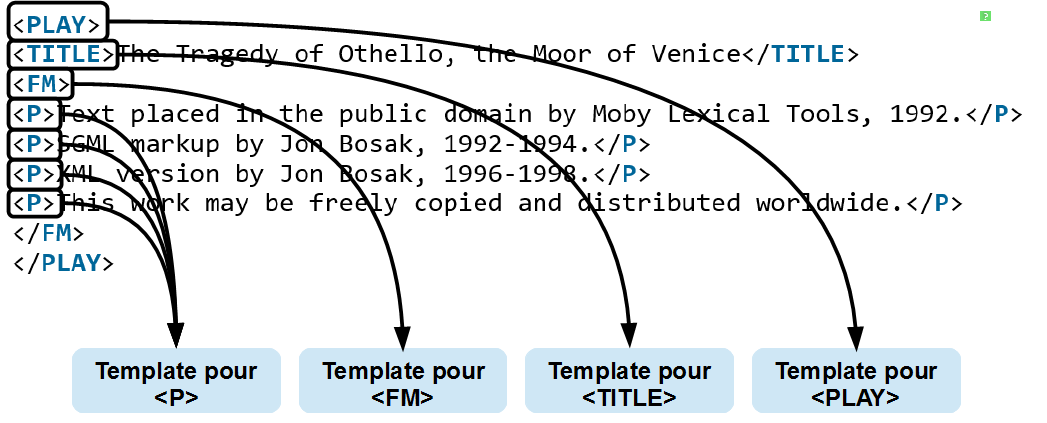 <PLAY>
<TITLE>The Tragedy of Othello, the Moor of Venice</TITLE>
<FM>
<P>Text placed in the public domain by Moby Lexical Tools, 1992.</P>
<P>SGML markup by Jon Bosak, 1992-1994.</P>
<P>XML version by Jon Bosak, 1996-1998.</P>
<P>This work may be freely copied and distributed worldwide.</P>
</FM>
</PLAY>
Template pour
<P>
Template pour
<FM>
Template pour
<TITLE>
Template pour
<PLAY>